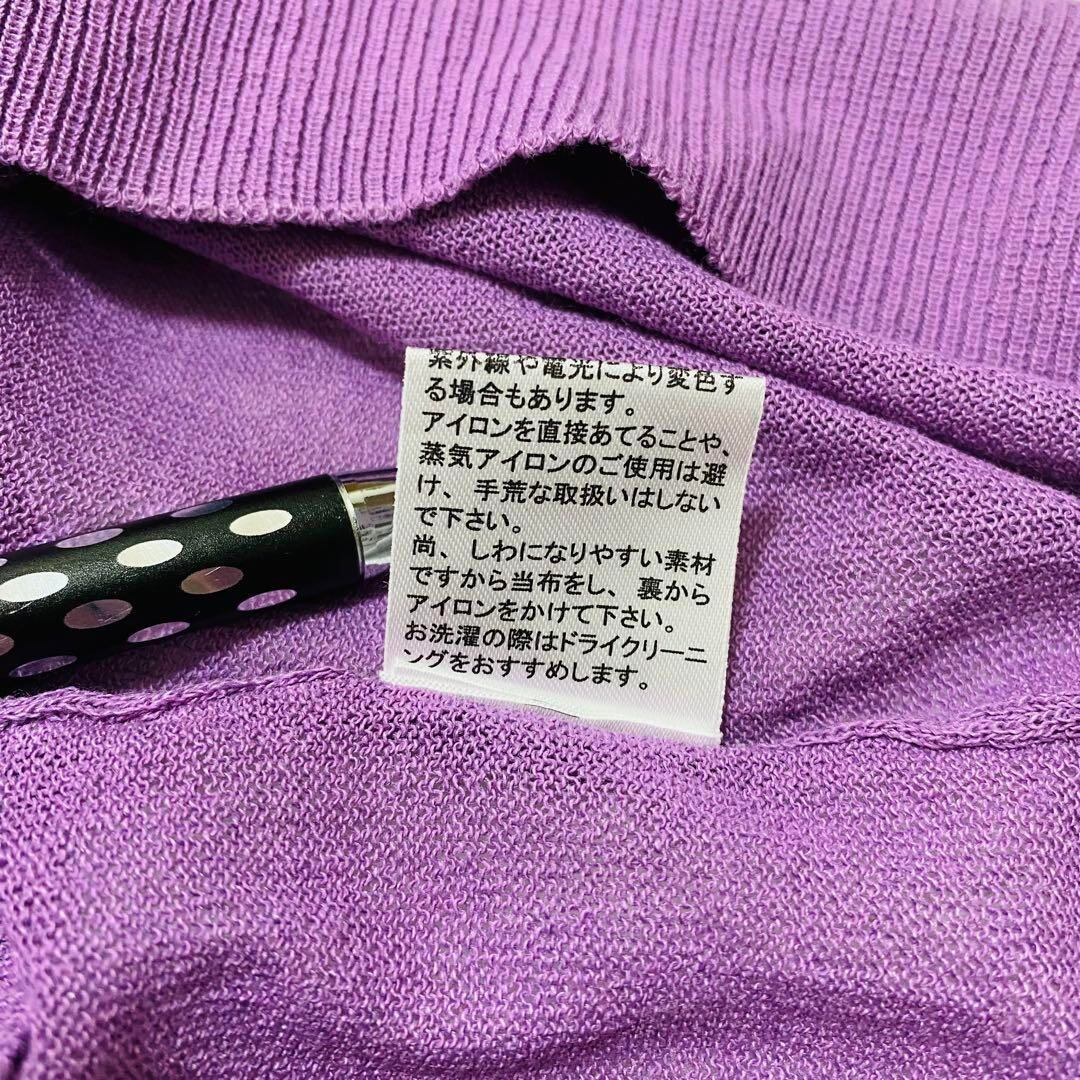 紫外線や電光により変色す
る場合もあります。
アイロンを直接あてることや、
蒸気アイロンのご使用は避
け、手荒な取扱いはしない
で下さい。
尚、しわになりやすい素材
ですから当布をし、裏から
アイロンをかけて下さい。
お洗濯の際はドライクリーニ
ングをおすすめします。